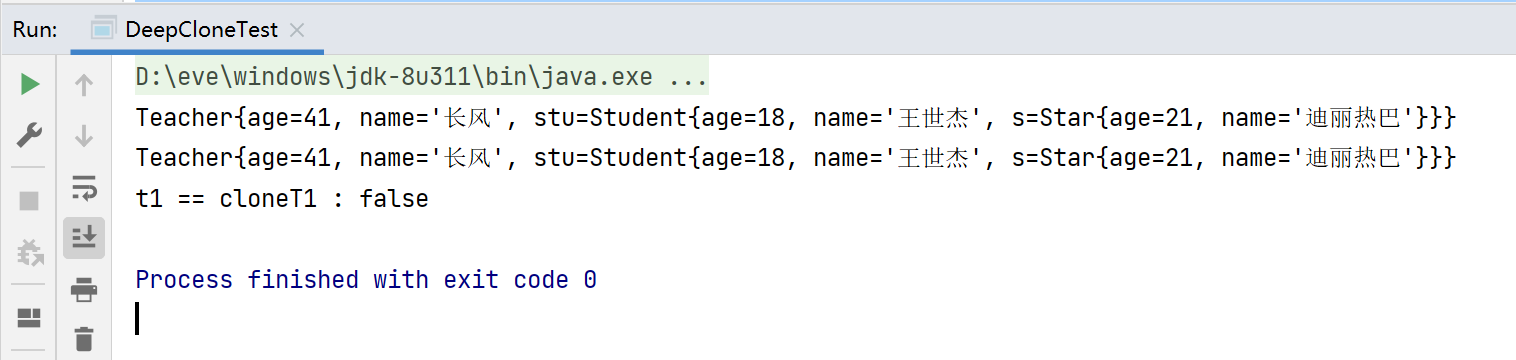 Run: DeepCloneTest
D:\eve\windows\jdk-8u311\bin\java.exe ...
Teacher{age=41, name='长风', stu=Student{age=18, name='王世杰', s=Star{age=21, name='迪丽热巴'}}}
Teacher{age=41, name='长风', stu=Student{age=18, name='王世杰', s=Star{age=21, name='迪丽热巴'}}}
t1 == cloneT1 : false
Process finished with exit code 0